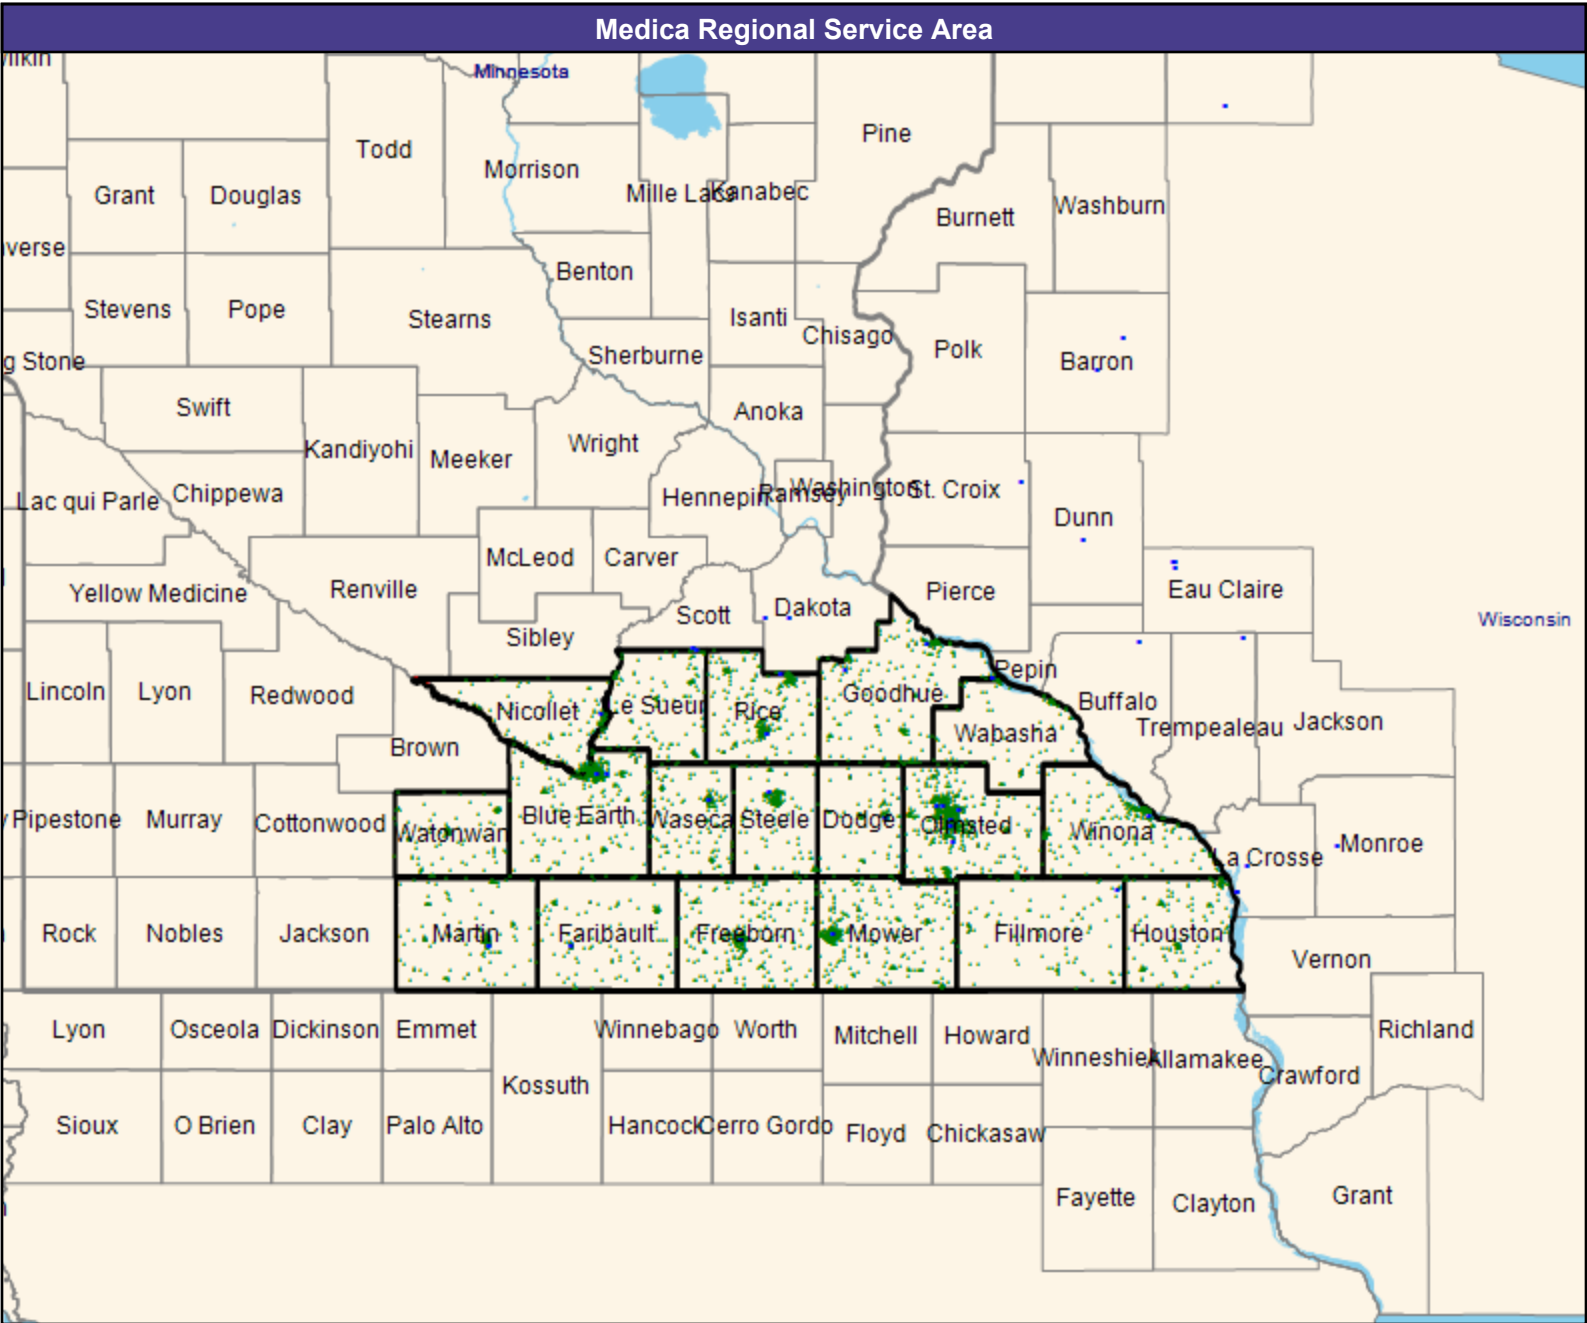 Medica Regional Service Area
Minnesota
Todd
Pine
Morrison
Grant
Douglas
Mille Lacs
Kanabec
Burnett
Washburn
Benton
Stevens
Pope
Stearns
Isanti
Chisago
Polk
Barron
Sherburne
g Stone
Swift
Anoka
Kandiyohi
Meeker
Wright
Lac qui Parle
Chippewa
Hennepin
Ramsey
Washington
St. Croix
Dunn
McLeod
Carver
Yellow Medicine
Renville
Scott
Dakota
Pierce
Eau Claire
Wisconsin
Sibley
Lincoln
Lyon
Redwood
Nicollet
Le Sueur
Rice
Goodhue
Pepin
Buffalo
Trempealeau
Jackson
Brown
Wabasha
Pipestone
Murray
Cottonwood
Watonwan
Blue Earth
Waseca
Steele
Dodge
Olmsted
Winona
La Crosse
Monroe
Rock
Nobles
Jackson
Martin
Faribault
Freeborn
Mower
Fillmore
Houston
Vernon
Lyon
Osceola
Dickinson
Emmet
Winnebago
Worth
Mitchell
Howard
Winneshiek
Allamakee
Crawford
Richland
Kossuth
Sioux
O Brien
Clay
Palo Alto
Hancock
Cerro Gordo
Floyd
Chickasaw
Fayette
Clayton
Grant